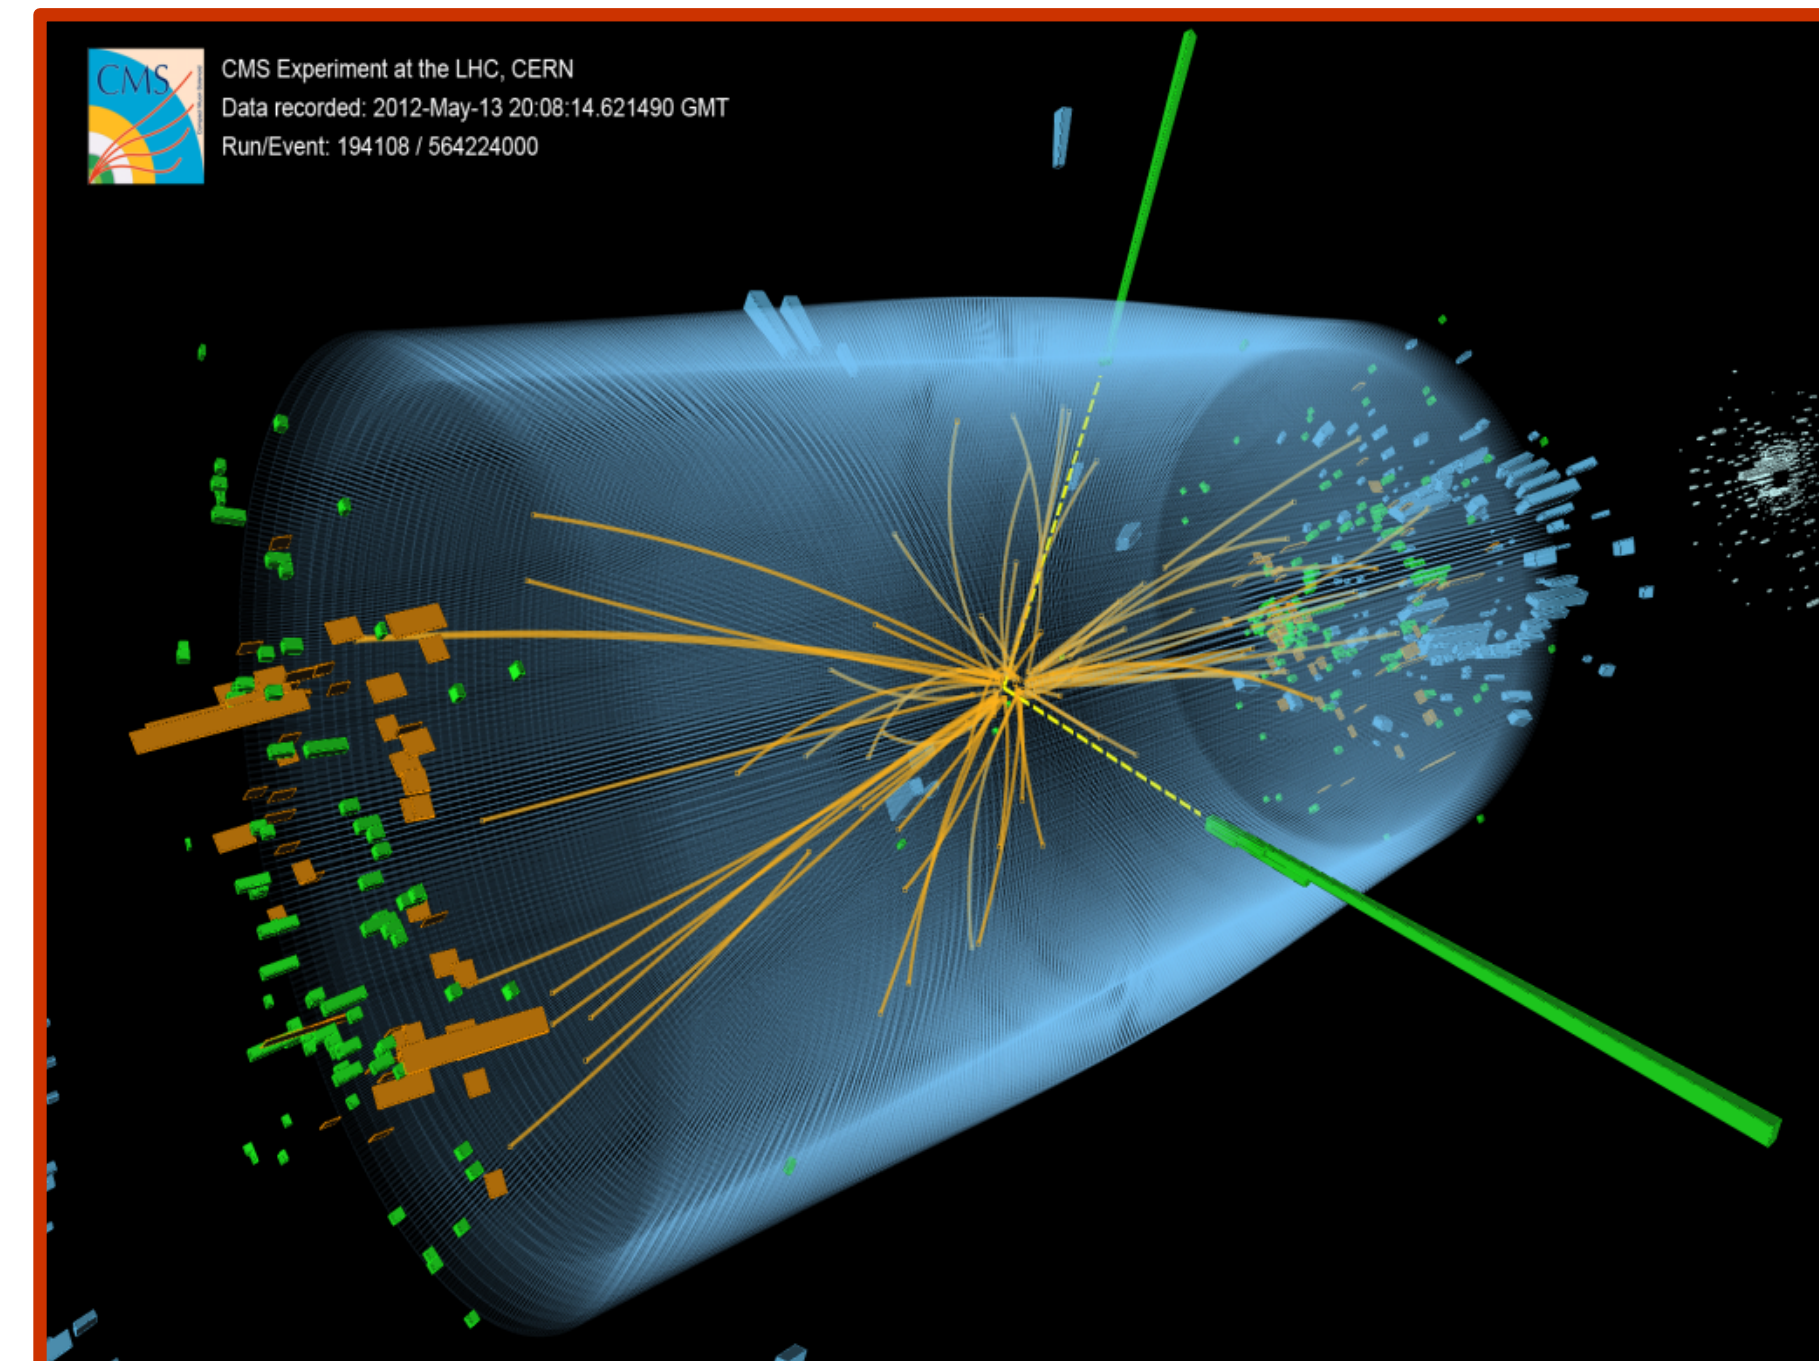 CMS
CMS Experiment at the LHC, CERN
Data recorded: 2012-May-13 20:08:14.621490 GMT
Run/Event: 194108 / 564224000